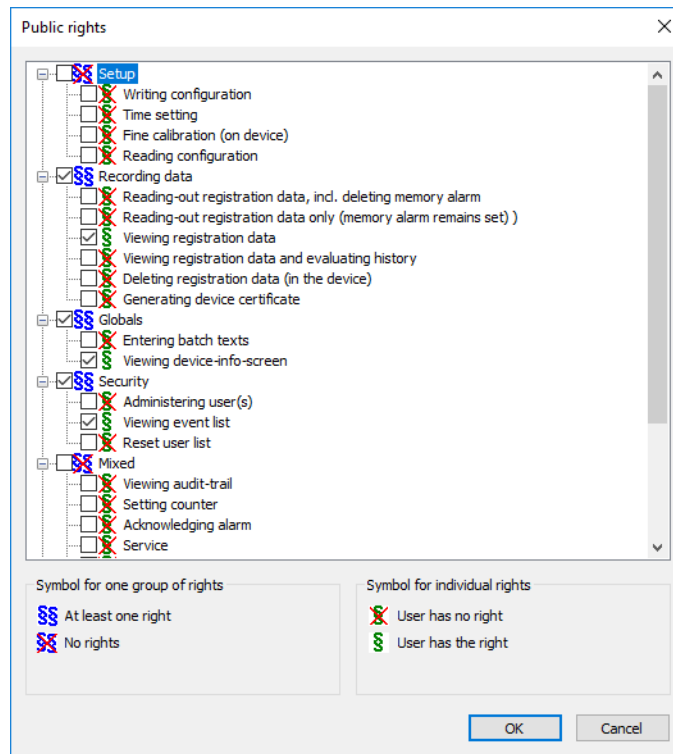 Public rights
Setup
Writing configuration
Time setting
Fine calibration (on device)
Reading configuration
Recording data
Reading-out registration data, incl. deleting memory alarm
Reading-out registration data only (memory alarm remains set) )
Viewing registration data
Viewing registration data and evaluating history
Deleting registration data (in the device)
Generating device certificate
Globals
Entering batch texts
Viewing device-info-screen
Security
Administering user(s)
Viewing event list
Reset user list
Mixed
Viewing audit-trail
Setting counter
Acknowledging alarm
Service
Symbol for one group of rights
§§ At least one right
§§ No rights
Symbol for individual rights
§ User has no right
§ User has the right
OK
Cancel